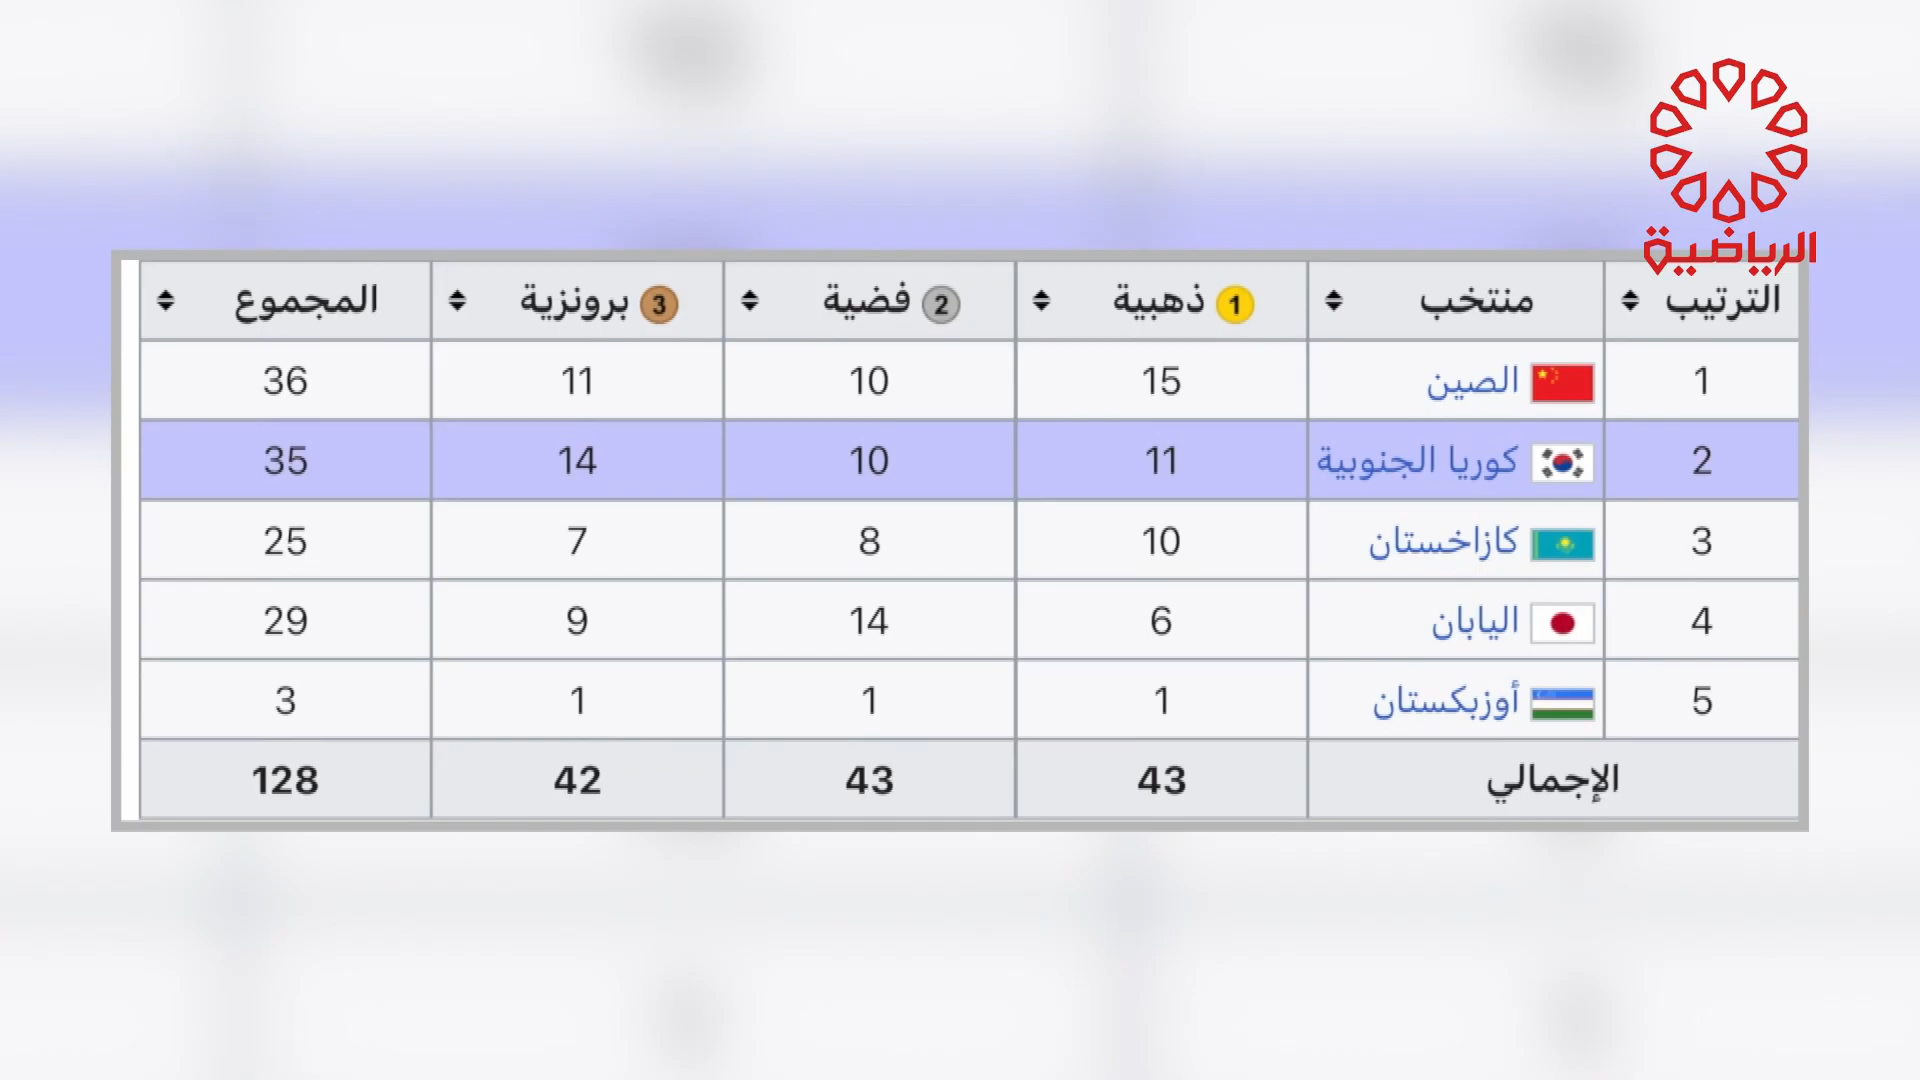 الرياضية
الترتيب منتخب 1 ذهبية 2 فضية 3 برونزية المجموع
1 الصين 15 10 11 36
2 كوريا الجنوبية 11 10 14 35
3 كازاخستان 10 8 7 25
4 اليابان 6 14 9 29
5 أوزبكستان 1 1 1 3
الإجمالي 43 43 42 128